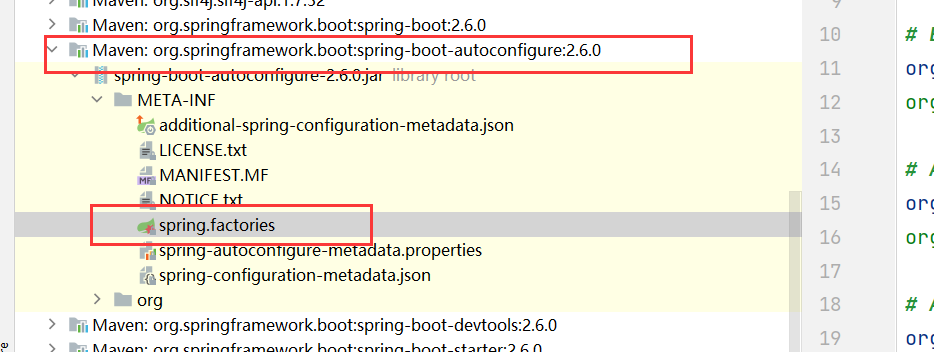 Maven: org.slf4j:slf4j-api:1.7.32
Maven: org.springframework.boot:spring-boot:2.6.0
Maven: org.springframework.boot:spring-boot-autoconfigure:2.6.0
spring-boot-autoconfigure-2.6.0.jar library root
META-INF
additional-spring-configuration-metadata.json
LICENSE.txt
MANIFEST.MF
NOTICE.txt
spring.factories
spring-autoconfigure-metadata.properties
spring-configuration-metadata.json
org
Maven: org.springframework.boot:spring-boot-devtools:2.6.0
Maven: org.springframework.boot:spring-boot-starter:2.6.0
9
10 #
11 org
12 org
13
14 # A
15 org
16 org
17
18 # A
19 org